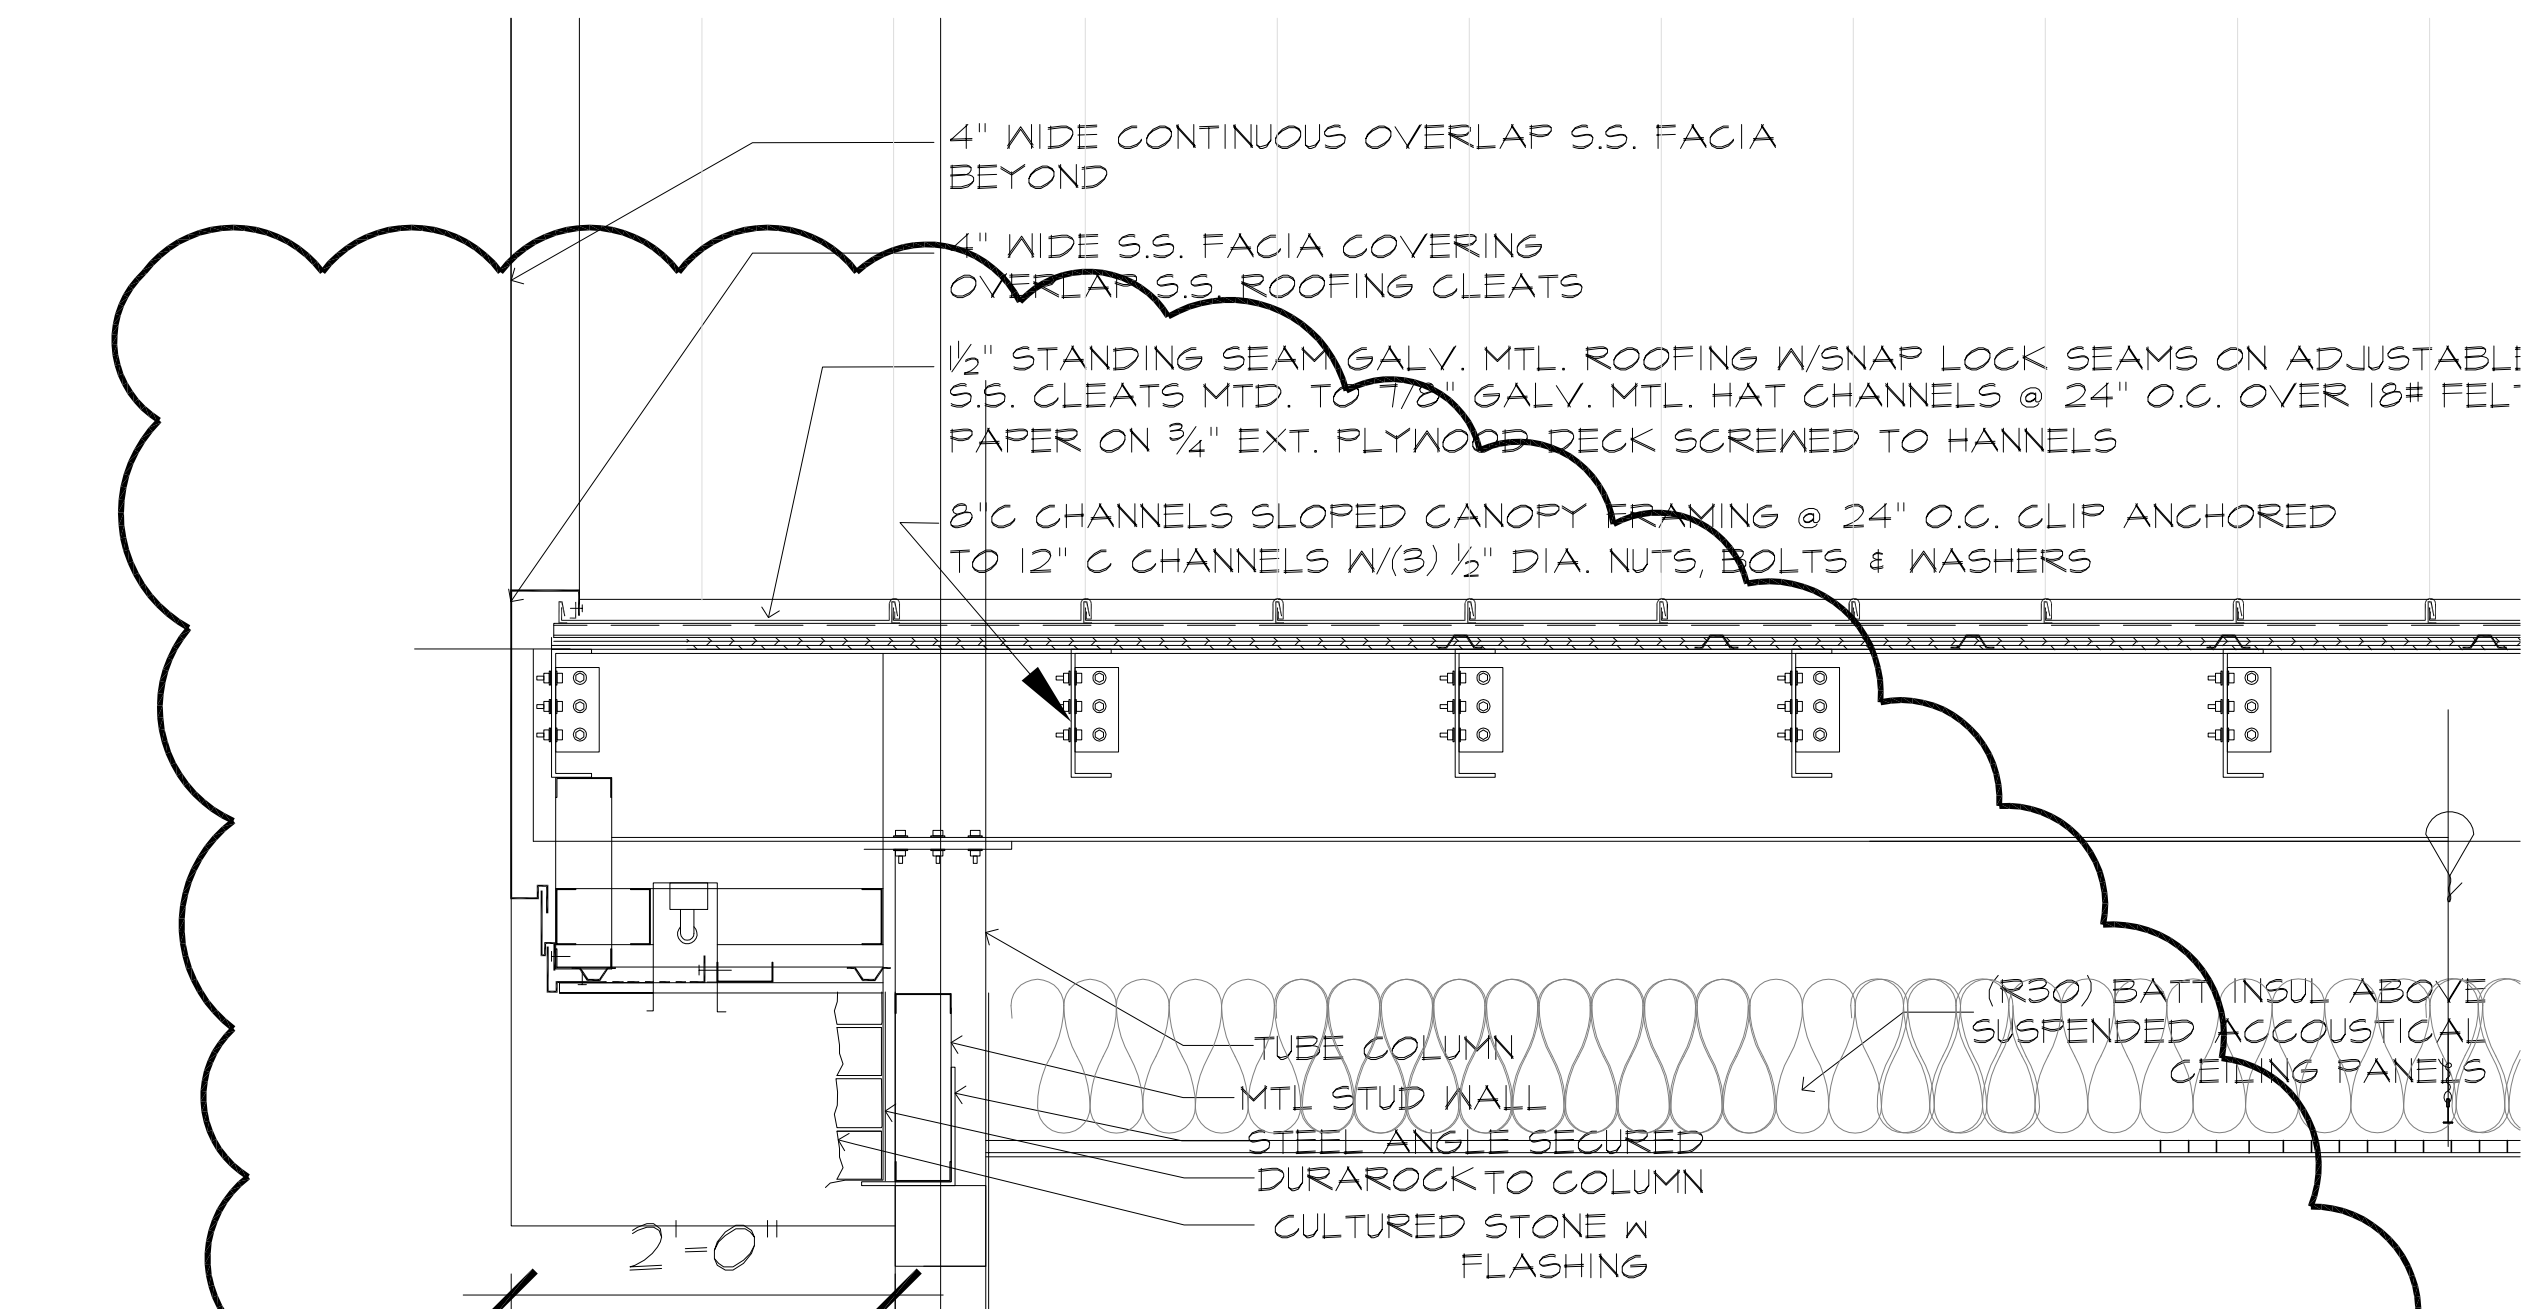 4" WIDE CONTINUOUS OVERLAP S.S. FACIA
BEYOND
4" WIDE S.S. FACIA COVERING
OVERLAP S.S. ROOFING CLEATS
1½" STANDING SEAM GALV. MTL. ROOFING W/SNAP LOCK SEAMS ON ADJUSTABLE
S.S. CLEATS MTD. TO 7/8" GALV. MTL. HAT CHANNELS @ 24" O.C. OVER 18# FELT
PAPER ON ¾" EXT. PLYWOOD DECK SCREWED TO HANNELS
8"C CHANNELS SLOPED CANOPY FRAMING @ 24" O.C. CLIP ANCHORED
TO 12" C CHANNELS W/(3) ½" DIA. NUTS, BOLTS & WASHERS
(R30) BATT INSUL ABOVE
SUSPENDED ACCOUSTICAL
CEILING PANELS
TUBE COLUMN
MTL STUD WALL
STEEL ANGLE SECURED
DURAROCK TO COLUMN
CULTURED STONE W
FLASHING
2'-0"